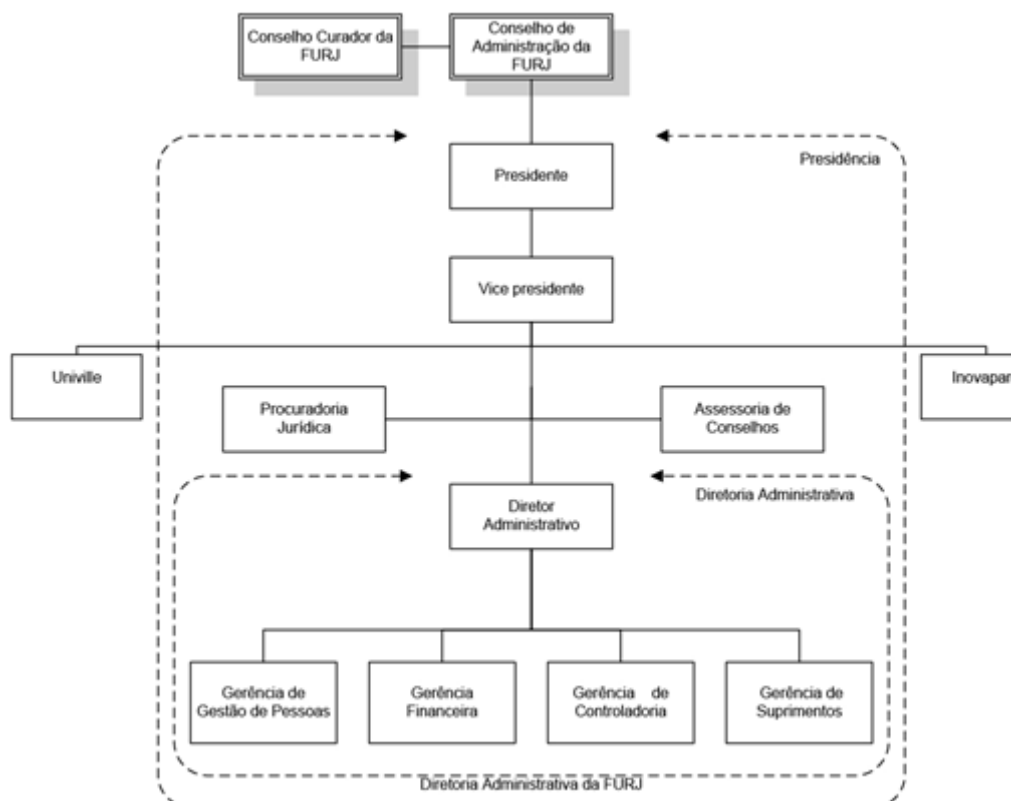 Conselho Curador da
FURJ
Conselho de
Administração da
FURJ
Presidência
Presidente
Vice presidente
Univille
Inovaparq
Procuradoria
Jurídica
Assessoria de
Conselhos
Diretoria Administrativa
Diretor
Administrativo
Gerência de
Gestão de Pessoas
Gerência
Financeira
Gerência de
Controladoria
Gerência de
Suprimentos
Diretoria Administrativa da FURJ